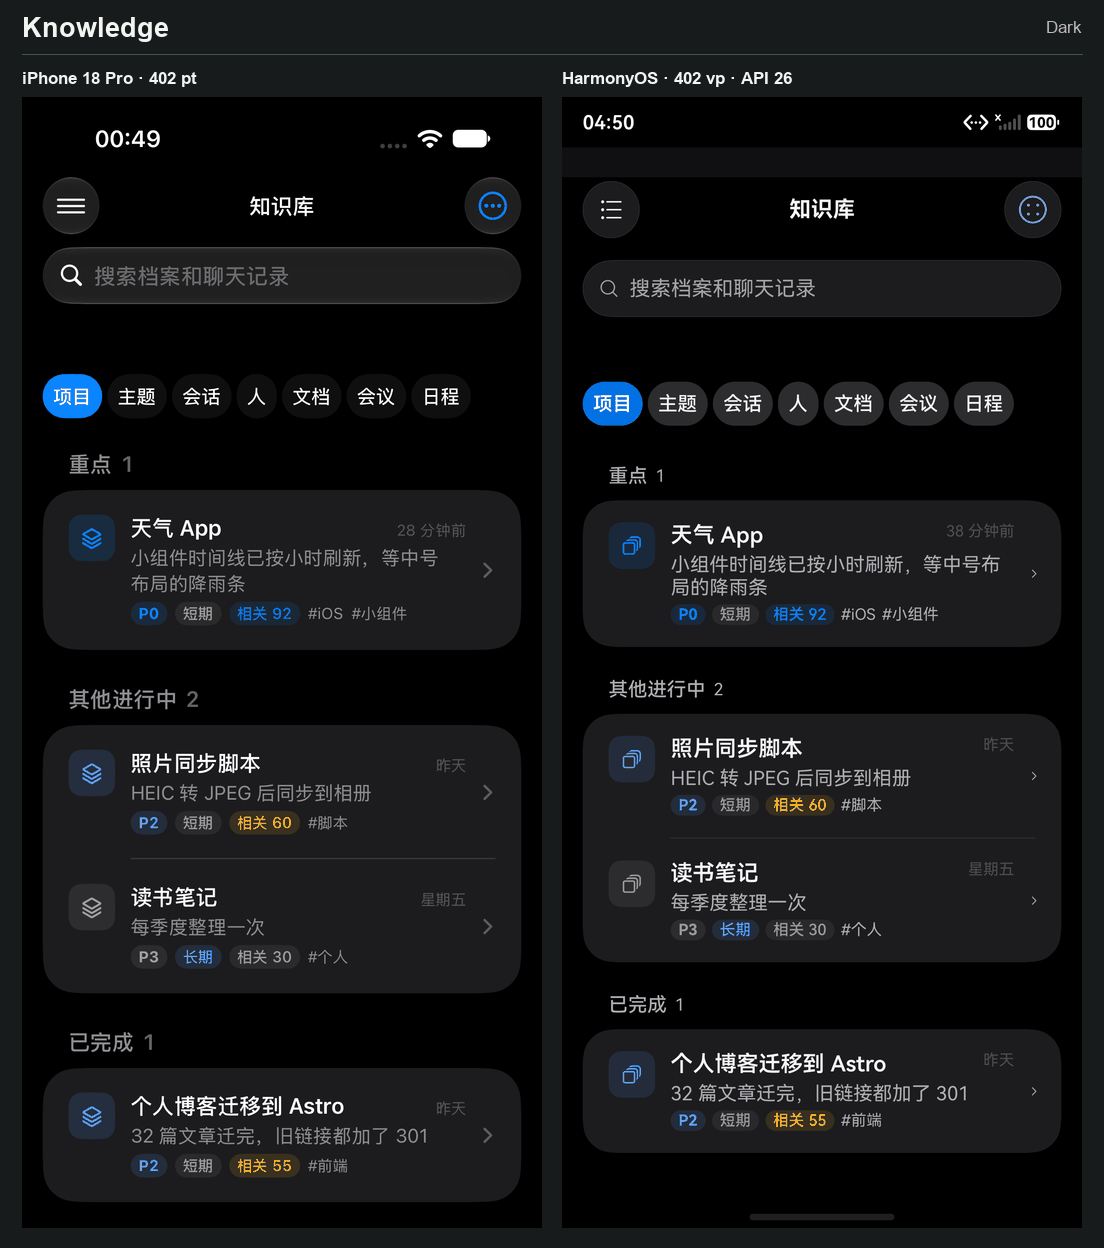 Knowledge
Dark
iPhone 18 Pro · 402 pt
00:49
知识库
搜索档案和聊天记录
项目 主题 会话 人 文档 会议 日程
重点 1
天气 App 28 分钟前
小组件时间线已按小时刷新，等中号
布局的降雨条
P0 短期 相关 92 #iOS #小组件
其他进行中 2
照片同步脚本 昨天
HEIC 转 JPEG 后同步到相册
P2 短期 相关 60 #脚本
读书笔记 星期五
每季度整理一次
P3 长期 相关 30 #个人
已完成 1
个人博客迁移到 Astro 昨天
32 篇文章迁完，旧链接都加了 301
P2 短期 相关 55 #前端
HarmonyOS · 402 vp · API 26
04:50 100
知识库
搜索档案和聊天记录
项目 主题 会话 人 文档 会议 日程
重点 1
天气 App 38 分钟前
小组件时间线已按小时刷新，等中号布
局的降雨条
P0 短期 相关 92 #iOS #小组件
其他进行中 2
照片同步脚本 昨天
HEIC 转 JPEG 后同步到相册
P2 短期 相关 60 #脚本
读书笔记 星期五
每季度整理一次
P3 长期 相关 30 #个人
已完成 1
个人博客迁移到 Astro 昨天
32 篇文章迁完，旧链接都加了 301
P2 短期 相关 55 #前端